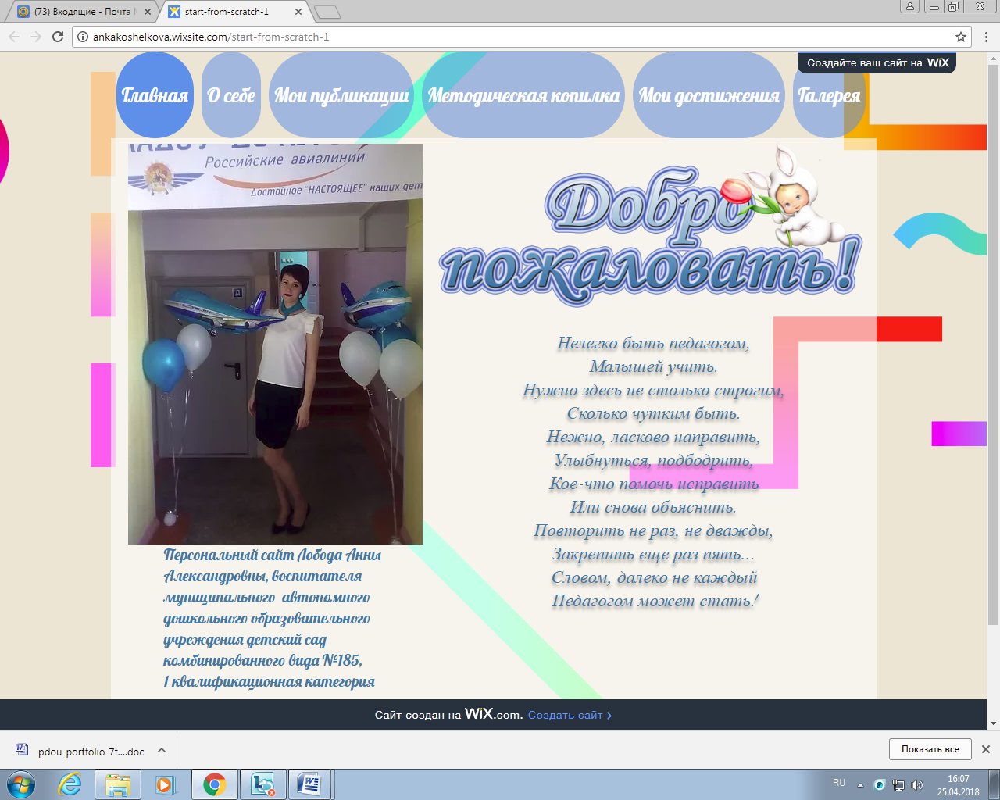 (73) Входящие - Почта
start-from-scratch-1
ankakoshelkova.wixsite.com/start-from-scratch-1
Создайте ваш сайт на WiX
Главная
О себе
Мои публикации
Методическая копилка
Мои достижения
Галерея
Российские авиалинии
Достойное "НАСТОЯЩЕЕ" наших дет
Д
Добро
пожаловать!
Нелегко быть педагогом,
Малышей учить.
Нужно здесь не столько строгим,
Сколько чутким быть.
Нежно, ласково направить,
Улыбнуться, подбодрить,
Кое-что помочь исправить
Или снова объяснить.
Повторить не раз, не дважды,
Закрепить еще раз пять...
Словом, далеко не каждый
Педагогом может стать!
Персональный сайт Лобода Анны
Александровны, воспитателя
муниципального автономного
дошкольного образовательного
учреждения детский сад
комбинированного вида №185,
1 квалификационная категория
Сайт создан на WiX.com. Создать сайт >
pdou-portfolio-7f....doc
Показать все
RU
16:07
25.04.2018